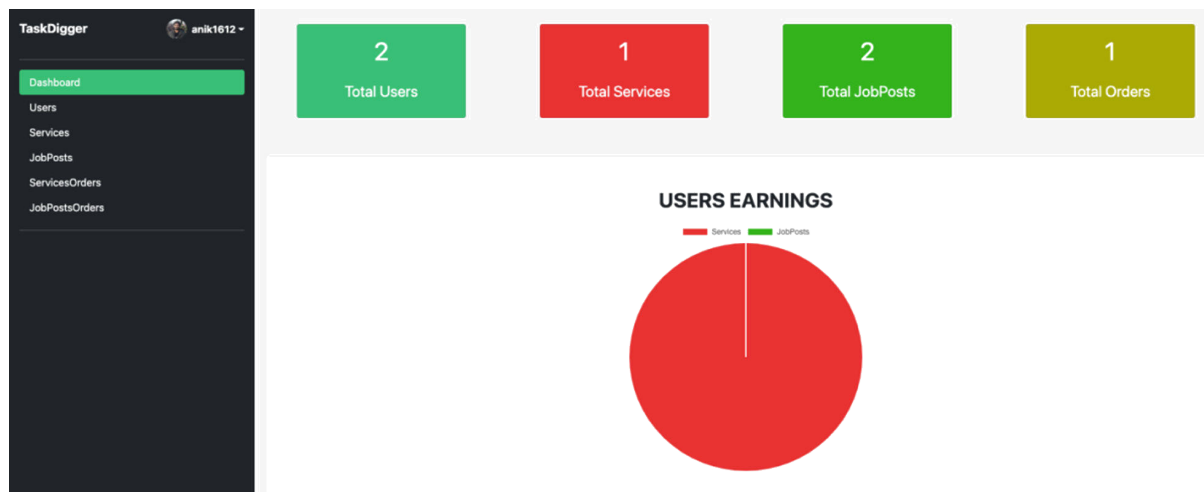 TaskDigger
anik1612
Dashboard
Users
Services
JobPosts
ServicesOrders
JobPostsOrders
2
Total Users
1
Total Services
2
Total JobPosts
1
Total Orders
USERS EARNINGS
Services JobPosts